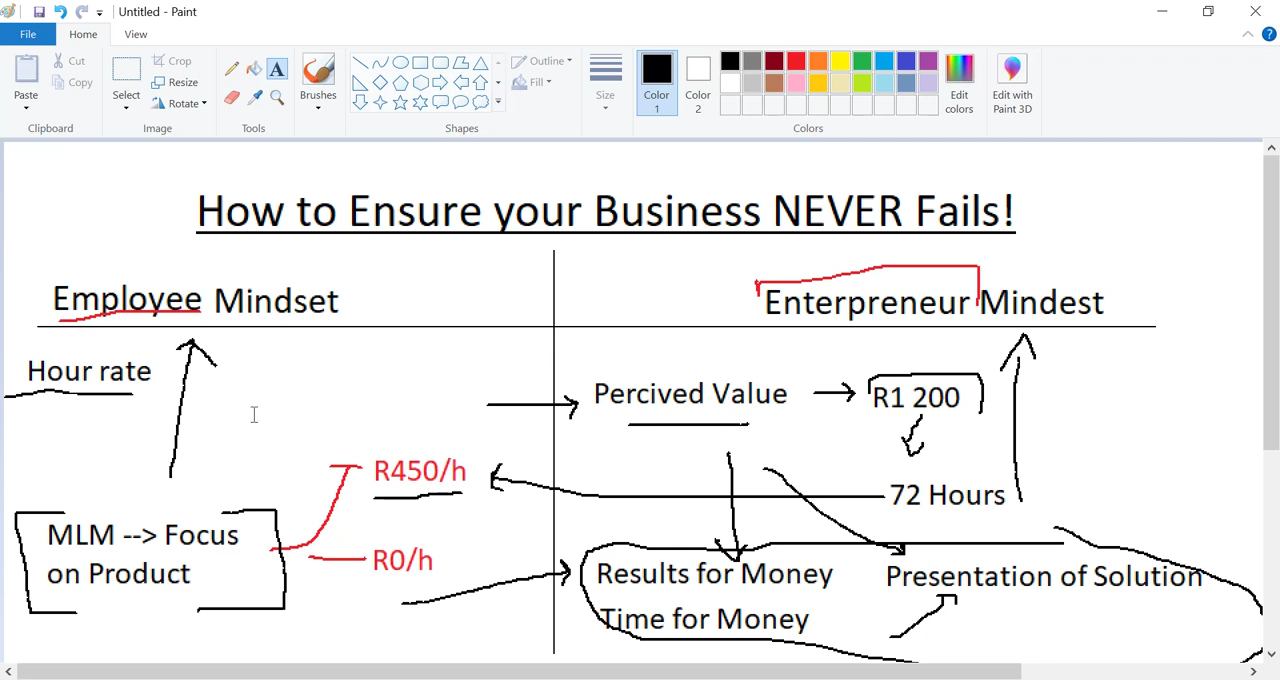 Untitled - Paint
File
Home
View
Paste
Cut
Copy
Clipboard
Select
Crop
Resize
Rotate
Image
A
Tools
Brushes
Outline
Fill
Shapes
Size
Color 1
Color 2
Edit colors
Colors
Edit with Paint 3D
How to Ensure your Business NEVER Fails!
Employee Mindset
Enterpreneur Mindest
Hour rate
Percived Value
R1 200
R450/h
72 Hours
MLM --> Focus
on Product
R0/h
Results for Money
Presentation of Solution
Time for Money